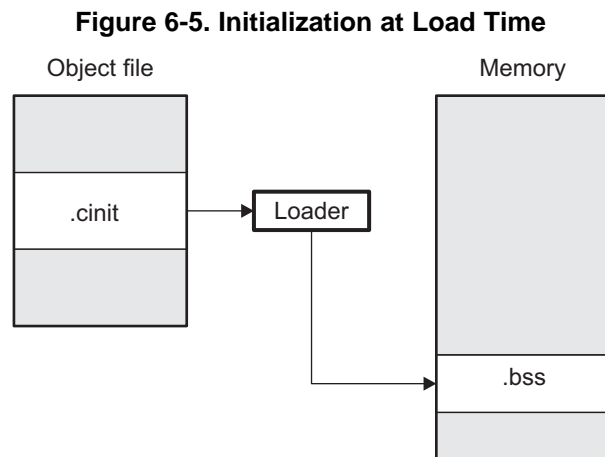 Figure 6-5. Initialization at Load Time
Object file
Memory
.cinit
Loader
.bss